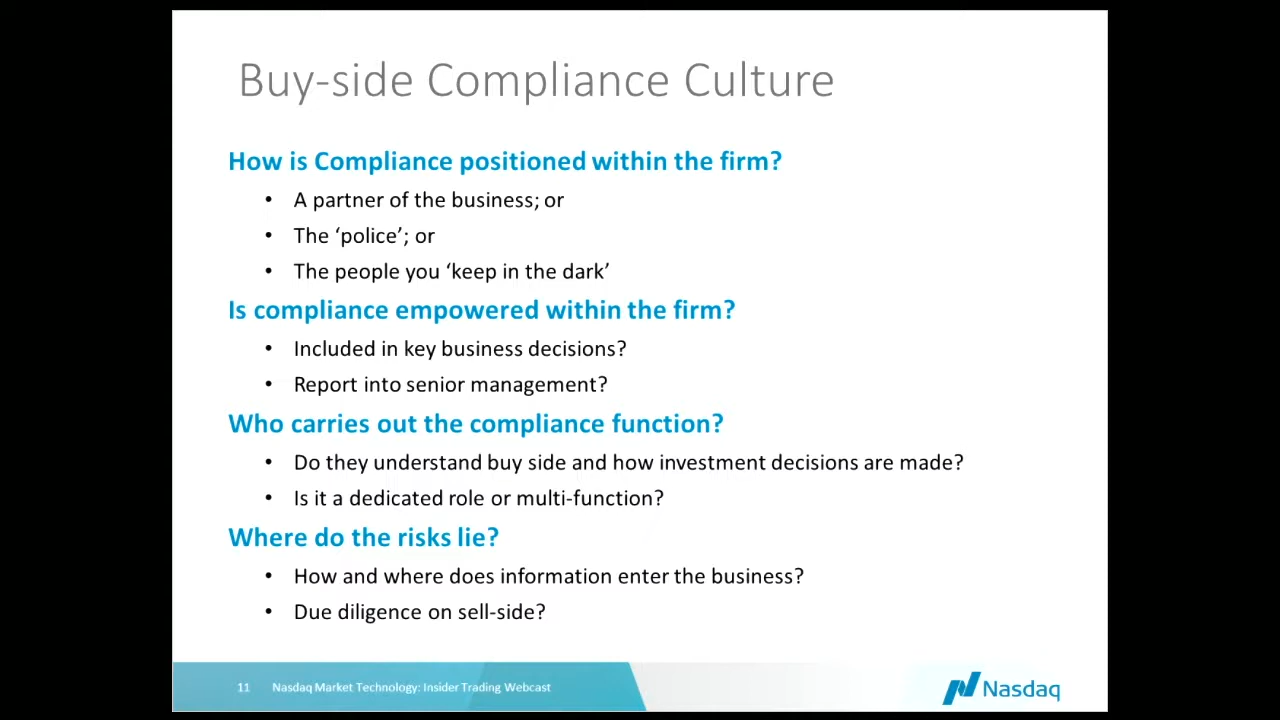 Buy-side Compliance Culture
How is Compliance positioned within the firm?
• A partner of the business; or
• The ‘police’; or
• The people you ‘keep in the dark’
Is compliance empowered within the firm?
• Included in key business decisions?
• Report into senior management?
Who carries out the compliance function?
• Do they understand buy side and how investment decisions are made?
• Is it a dedicated role or multi-function?
Where do the risks lie?
• How and where does information enter the business?
• Due diligence on sell-side?
11 Nasdaq Market Technology: Insider Trading Webcast
Nasdaq